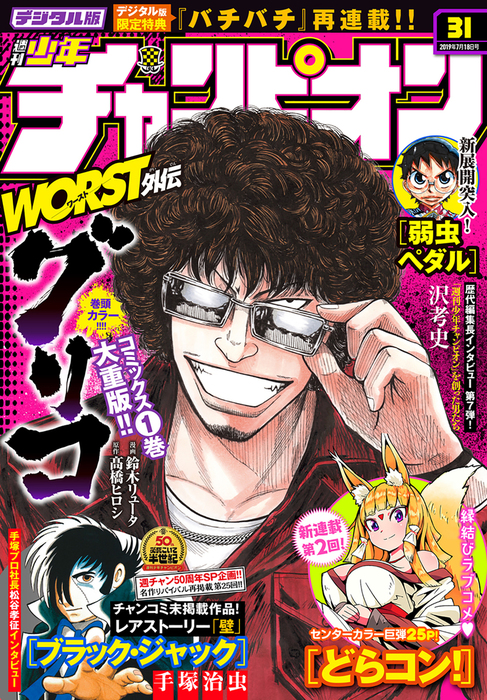 デジタル版
デジタル版
限定特典
『バチバチ』再連載!!
31
2019年7月18日号
週刊
少年
チャンピオン
WORST外伝
ワースト
グリコ
巻頭
カラー!!!!
コミックス1巻
大重版!!
漫画 鈴木リュータ
原作 髙橋ヒロシ
新展開突入!
[弱虫
ペダル]
歴代編集長インタビュー 第7弾!
『週刊少年チャンピオン』を創った男たち
沢考史
50
週チャン50周年SP企画!!
名作リバイバル再掲載 第25回!!
チャンコミ未掲載作品!
レアストーリー「壁」
[ブラック・ジャック]
手塚治虫
手塚プロ社長松谷孝征インタビュー
新連載
第2回!
縁結びラブコメ♥
センターカラー巨弾25P!
[どらコン!]